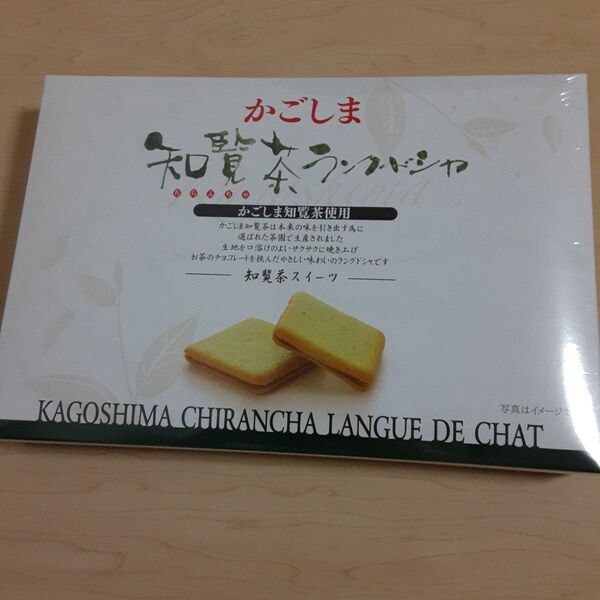 かごしま
知覧茶ラングドシャ
ちらんちゃ
かごしま知覧茶使用
かごしま知覧茶は本来の味を引き出す為に
選ばれた茶園で生産されました
生地を口溶けのよいサクサクに焼き上げ
お茶のチョコレートを挟んだやさしい味わいのラングドシャです
知覧茶スイーツ
写真はイメージで
KAGOSHIMA CHIRANCHA LANGUE DE CHAT